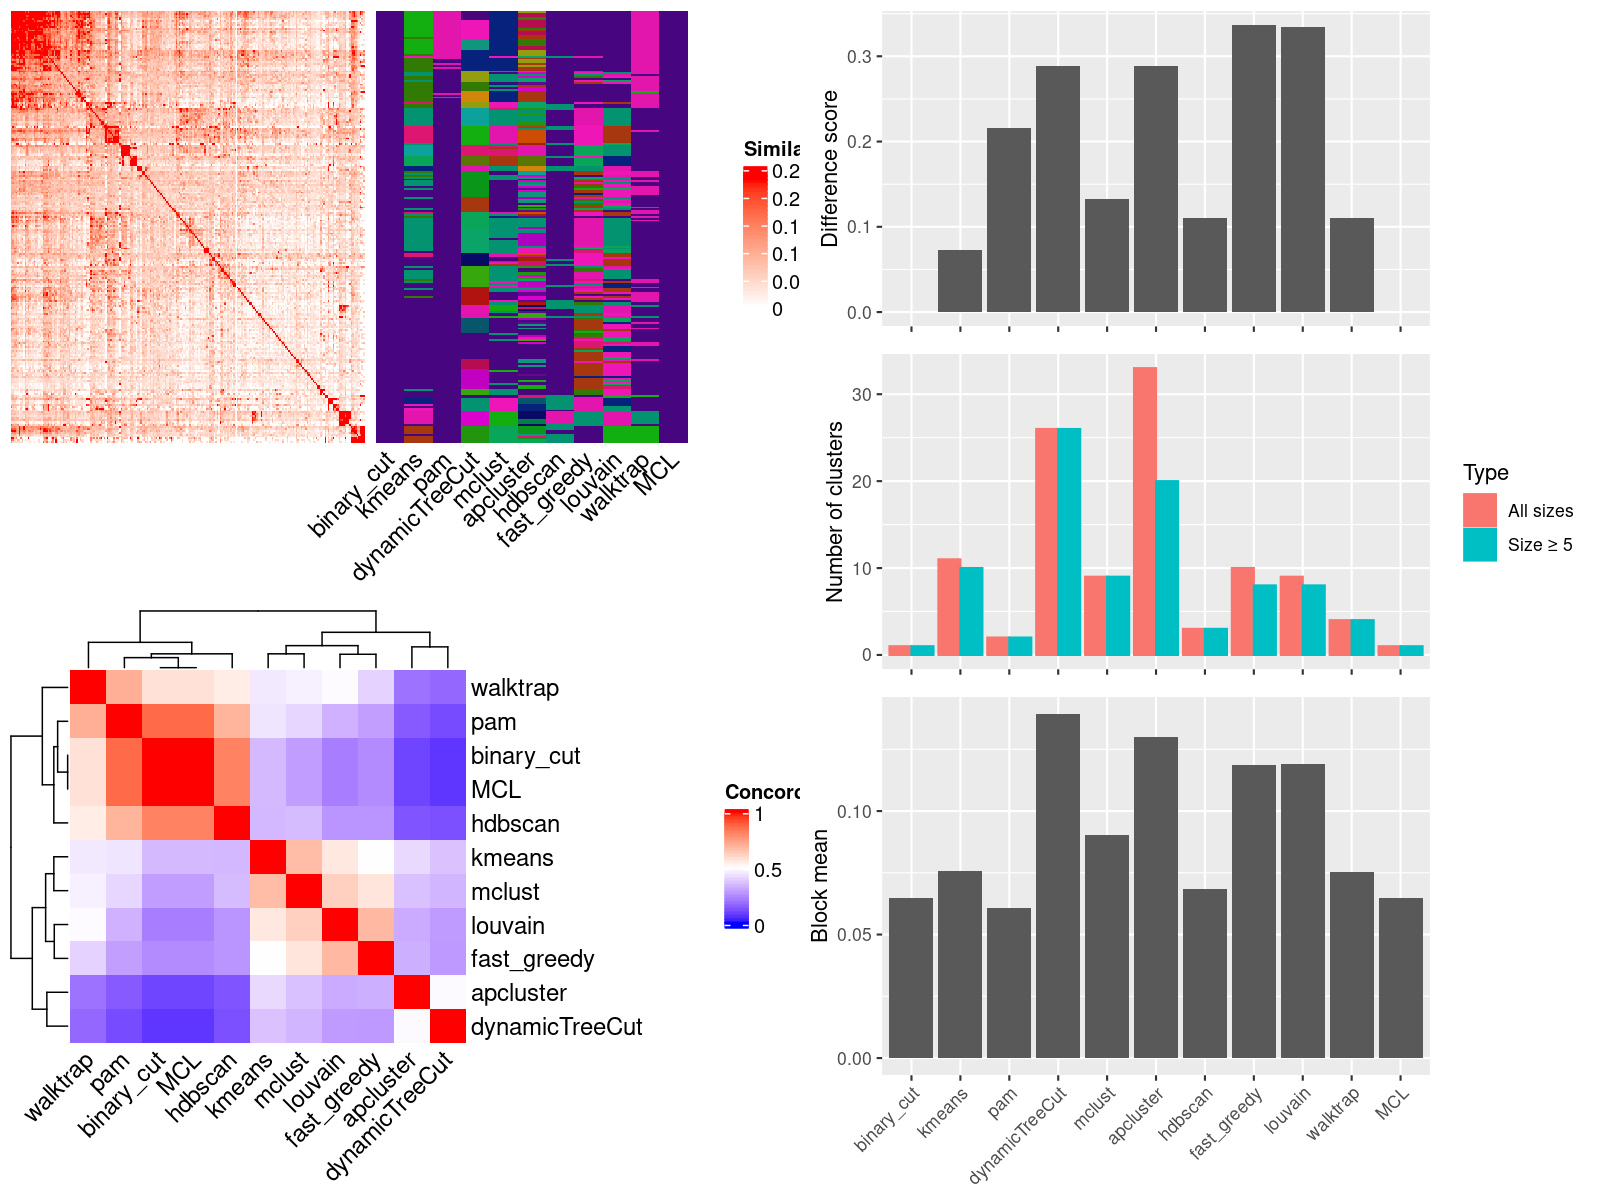 Simila
0.2
0.2
0.1
0.1
0.0
0
binary_cut
kmeans
pam
dynamicTreeCut
mclust
apcluster
hdbscan
fast_greedy
louvain
walktrap
MCL
walktrap
pam
binary_cut
MCL
hdbscan
kmeans
mclust
louvain
fast_greedy
apcluster
dynamicTreeCut
walktrap
pam
binary_cut
MCL
hdbscan
kmeans
mclust
louvain
fast_greedy
apcluster
dynamicTreeCut
Concord
1
0.5
0
Difference score
0.3
0.2
0.1
0.0
Number of clusters
30
20
10
0
Type
All sizes
Size ≥ 5
Block mean
0.10
0.05
0.00
binary_cut
kmeans
pam
dynamicTreeCut
mclust
apcluster
hdbscan
fast_greedy
louvain
walktrap
MCL